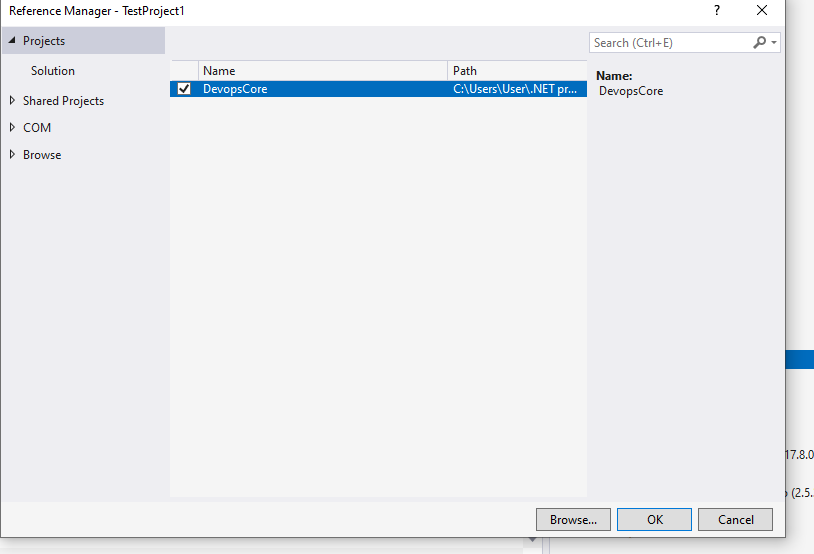 Reference Manager - TestProject1
? 
Projects
Search (Ctrl+E)
Solution
Name
Path
Name:
DevopsCore
C:\Users\User\.NET pr...
DevopsCore
Shared Projects
COM
Browse
17.8.0
(2.5.
Browse...
OK
Cancel